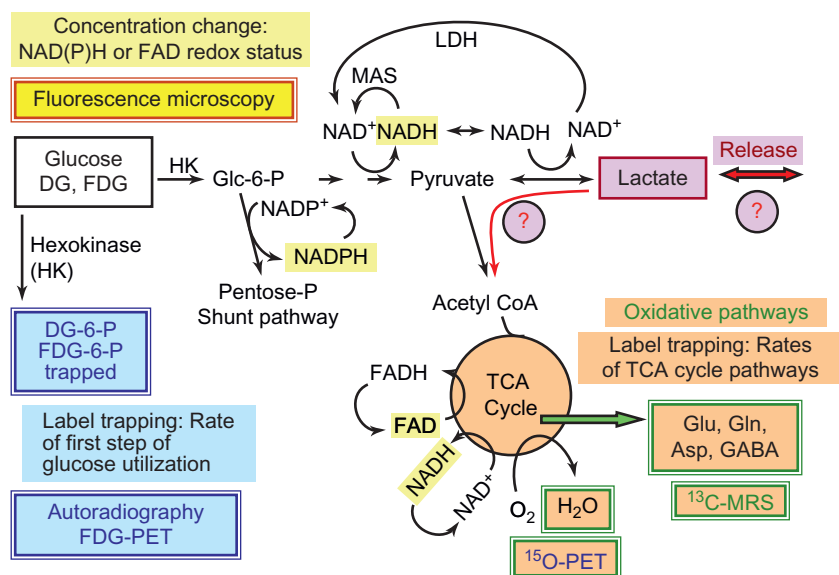 Concentration change:
NAD(P)H or FAD redox status
Fluorescence microscopy
LDH
MAS
NAD⁺ NADH
NADH
NAD⁺
Glucose
DG, FDG
HK
Glc-6-P
Pyruvate
Lactate
Release
?
?
NADP⁺
NADPH
Hexokinase
(HK)
Pentose-P
Shunt pathway
Acetyl CoA
DG-6-P
FDG-6-P
trapped
Label trapping: Rate
of first step of
glucose utilization
Autoradiography
FDG-PET
Oxidative pathways
Label trapping: Rates
of TCA cycle pathways
FADH
FAD
TCA
Cycle
NADH
NAD⁺
O₂
H₂O
¹⁵O-PET
Glu, Gln,
Asp, GABA
¹³C-MRS